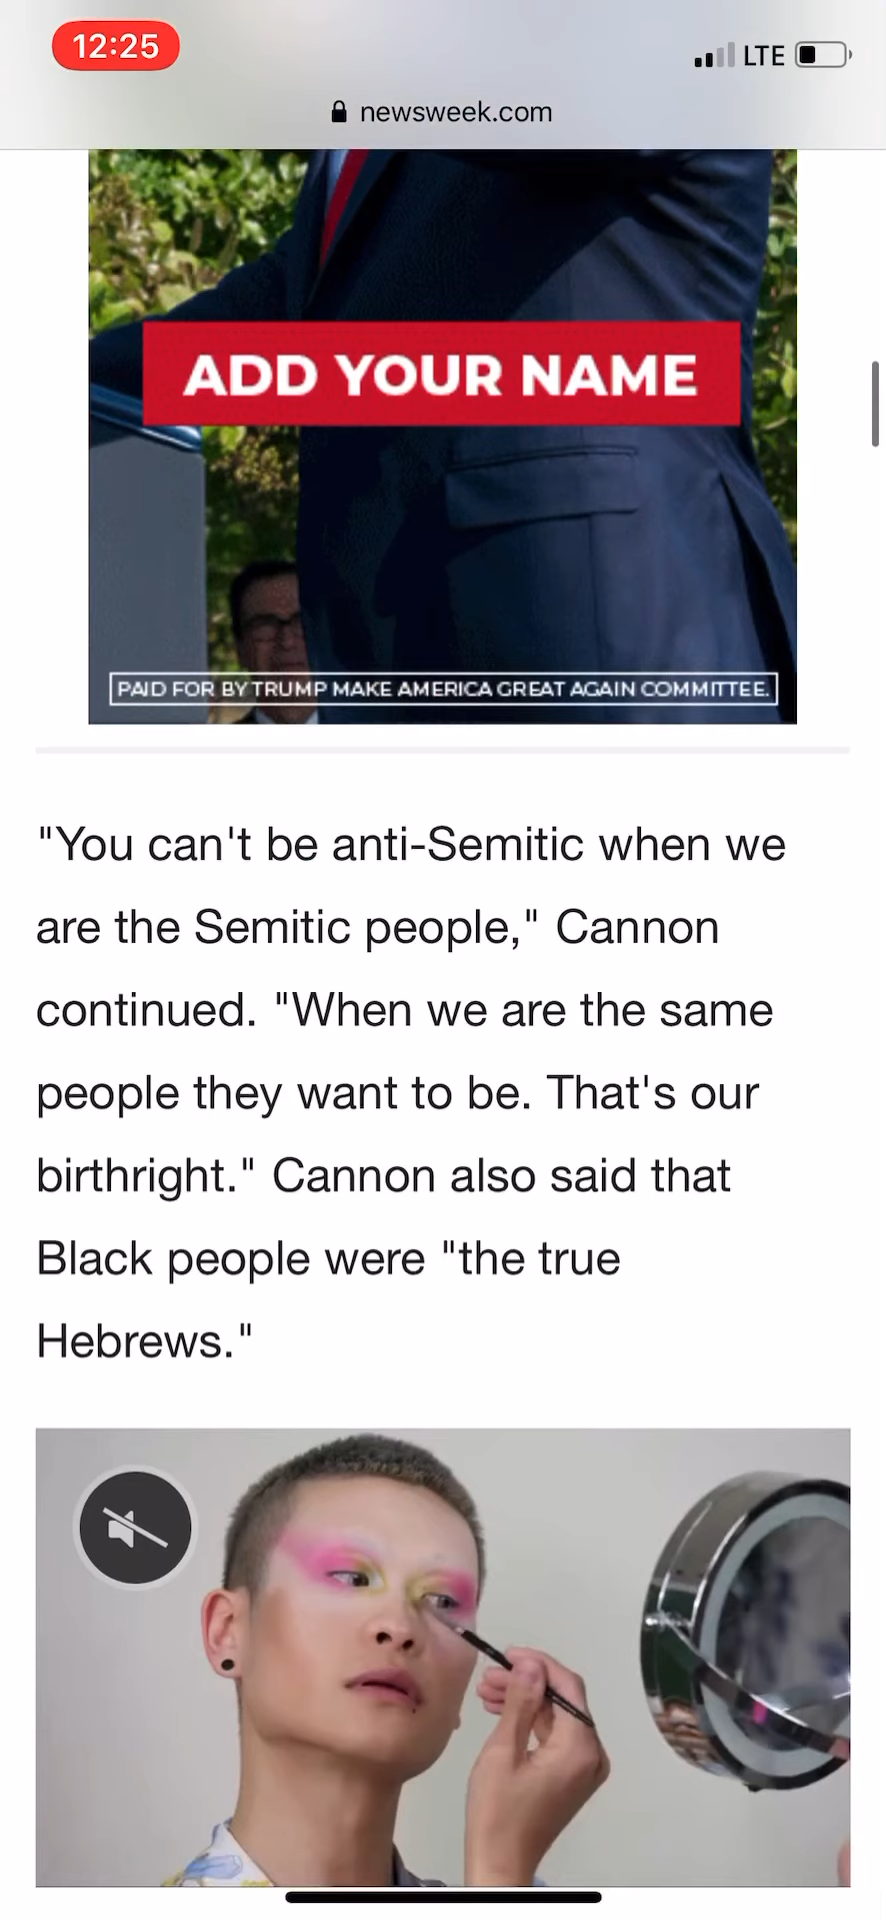 12:25
LTE
newsweek.com
ADD YOUR NAME
PAID FOR BY TRUMP MAKE AMERICA GREAT AGAIN COMMITTEE.
"You can't be anti-Semitic when we
are the Semitic people," Cannon
continued. "When we are the same
people they want to be. That's our
birthright." Cannon also said that
Black people were "the true
Hebrews."